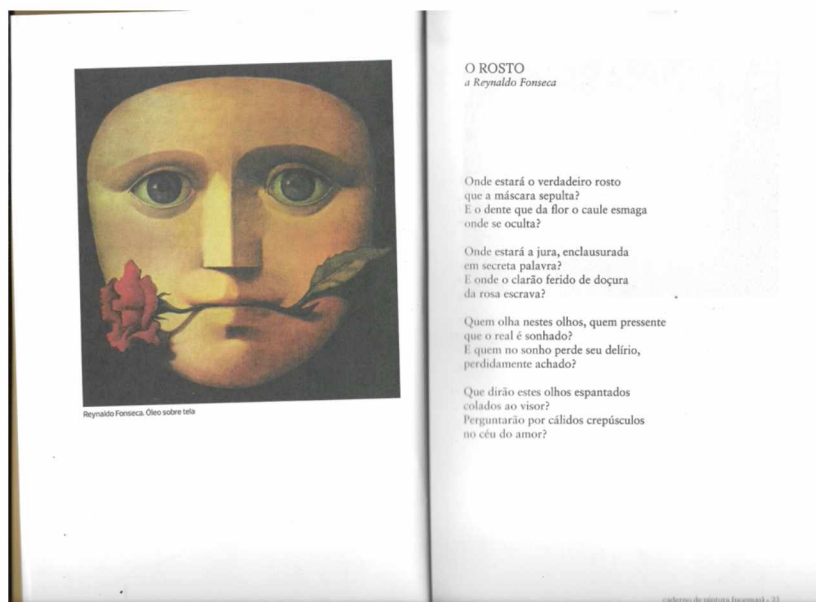 Reynaldo Fonseca. Óleo sobre tela
O ROSTO
a Reynaldo Fonseca
Onde estará o verdadeiro rosto
que a máscara sepulta?
E o dente que da flor o caule esmaga
onde se oculta?
Onde estará a jura, enclausurada
em secreta palavra?
E onde o clarão ferido de doçura
da rosa escrava?
Quem olha nestes olhos, quem pressente
que o real é sonhado?
E quem no sonho perde seu delírio,
perdidamente achado?
Que dirão estes olhos espantados
colados ao visor?
Perguntarão por cálidos crepúsculos
no céu do amor?
caderno de pintura